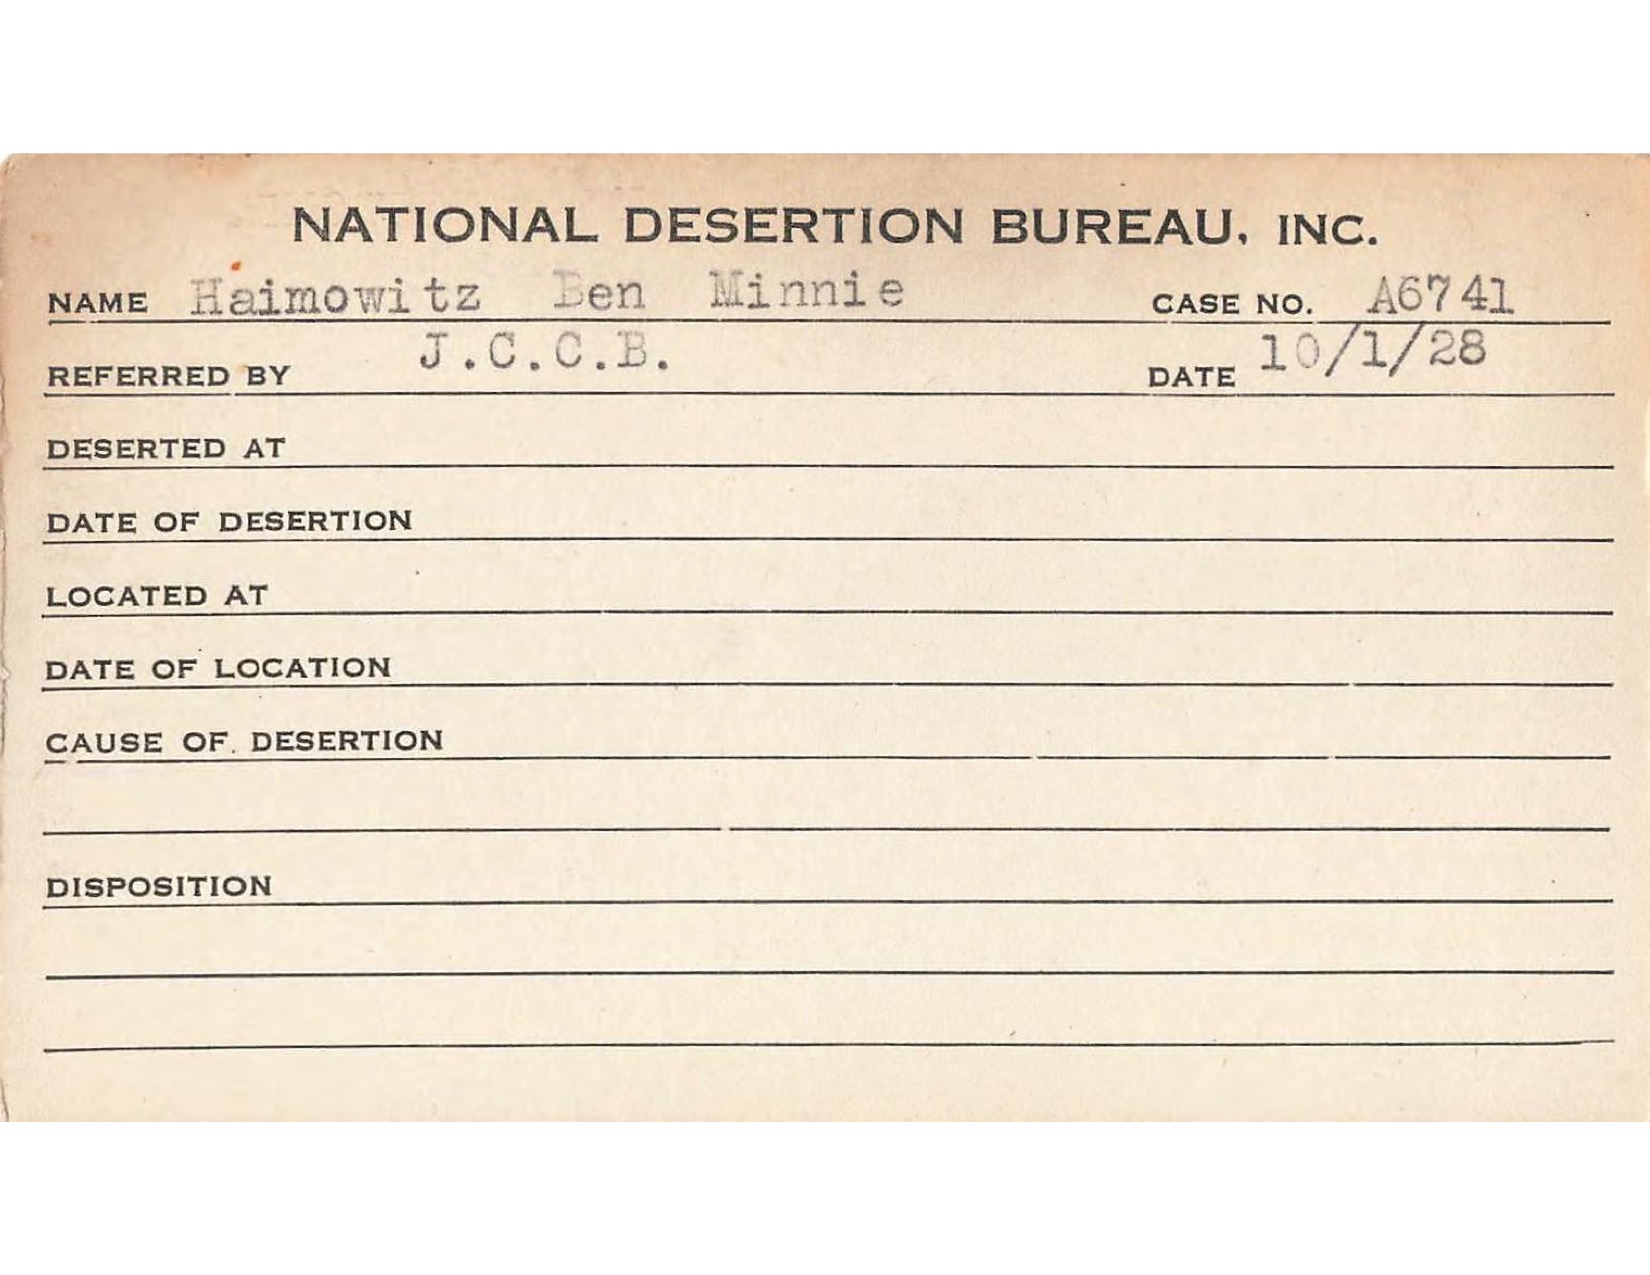 NATIONAL DESERTION BUREAU, INC.
NAME Haimowitz Ben Minnie CASE NO. A6741
REFERRED BY J.C.C.B. DATE 10/1/28
DESERTED AT
DATE OF DESERTION
LOCATED AT
DATE OF LOCATION
CAUSE OF DESERTION
DISPOSITION